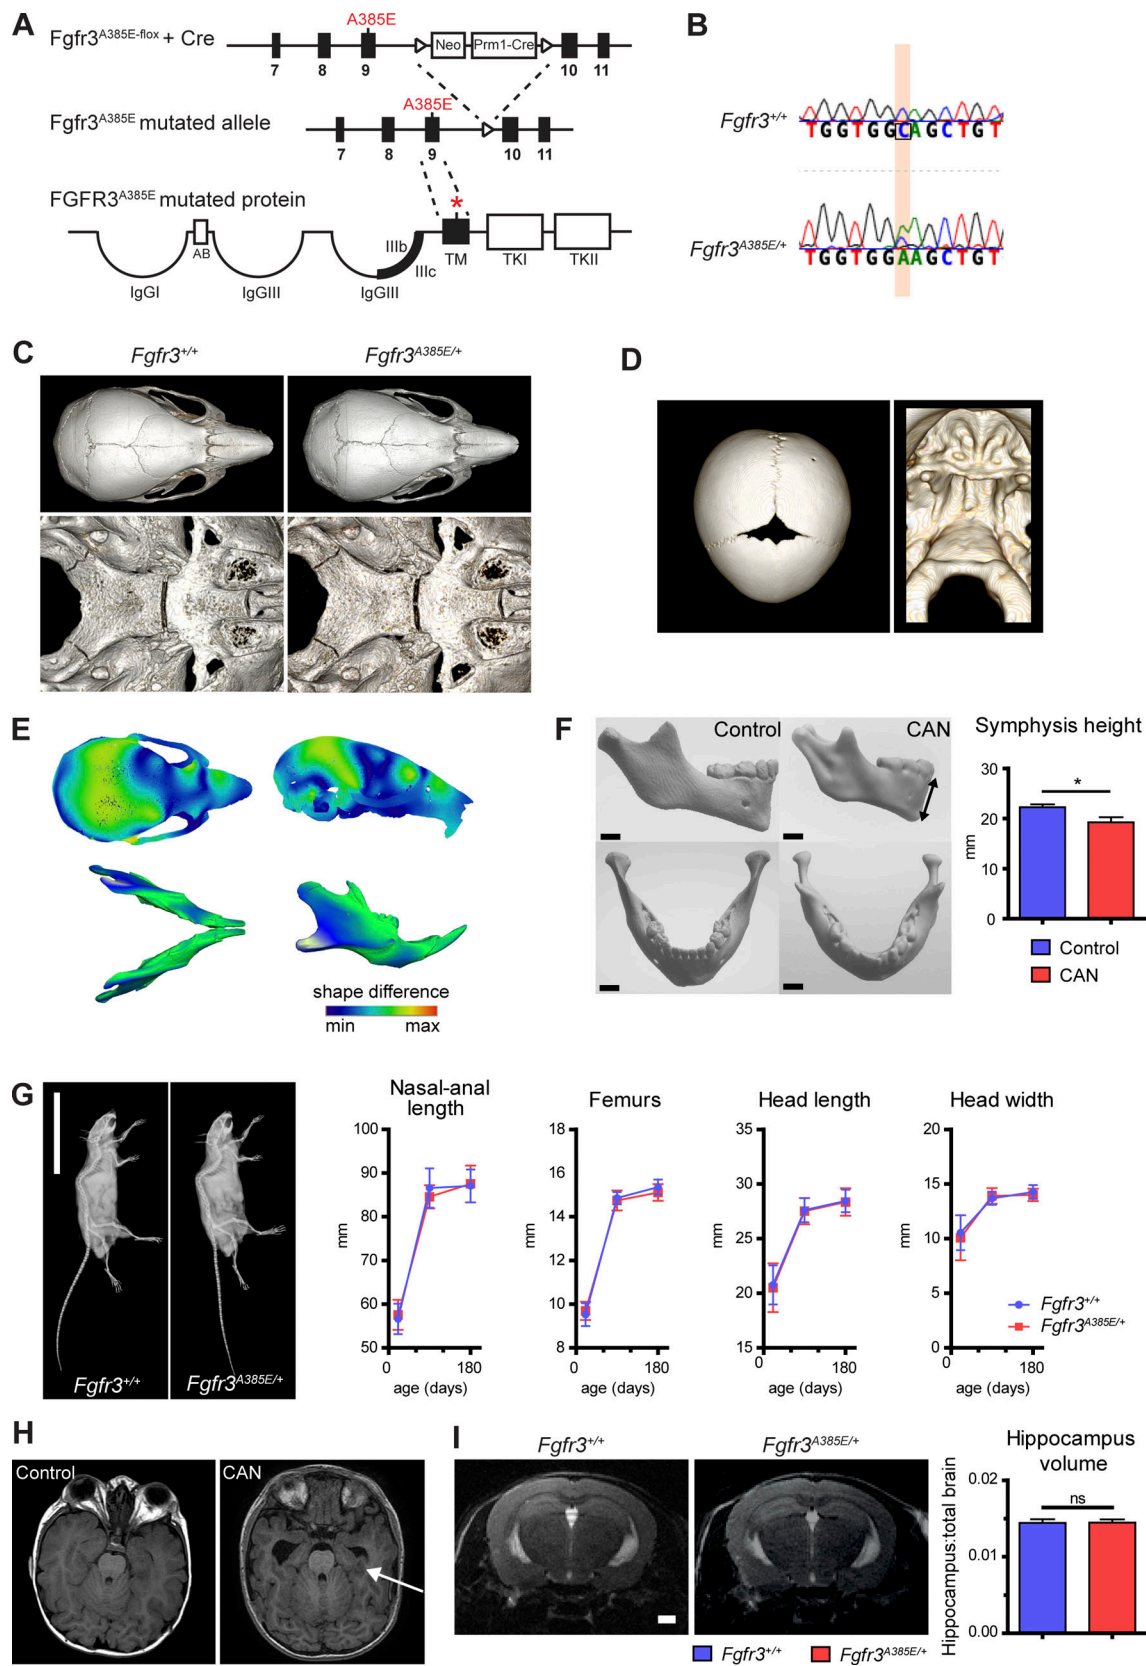 A
Fgfr3A385E-flox + Cre
A385E
Neo
Prm1-Cre
7 8 9 10 11
Fgfr3A385E mutated allele
A385E
7 8 9 10 11
FGFR3A385E mutated protein
*
AB
IIIb
IIIc
TM
TKI
TKII
IgGI
IgGIII
IgGIII
B
Fgfr3+/+
TGGTGGCAGCTGT
Fgfr3A385E/+
TGGTGGAAGCTGT
C
Fgfr3+/+
Fgfr3A385E/+
D
E
shape difference
min max
F
Control
CAN
Symphysis height
30
20
10
0
mm
*
Control
CAN
G
Fgfr3+/+
Fgfr3A385E/+
Nasal-anal
length
100
90
80
70
60
50
mm
0 180
age (days)
Femurs
18
16
14
12
10
8
mm
0 180
age (days)
Head length
35
30
25
20
15
mm
0 180
age (days)
Head width
20
15
10
5
0
mm
0 180
age (days)
Fgfr3+/+
Fgfr3A385E/+
H
Control
CAN
I
Fgfr3+/+
Fgfr3A385E/+
Fgfr3+/+
Fgfr3A385E/+
Hippocampus
volume
Hippocampus:total brain
0.02
0.01
0.00
ns